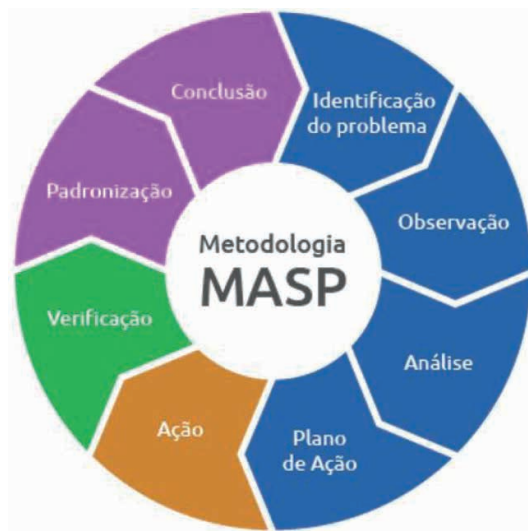 Metodologia
MASP
Identificação
do problema
Observação
Análise
Plano
de Ação
Ação
Verificação
Padronização
Conclusão